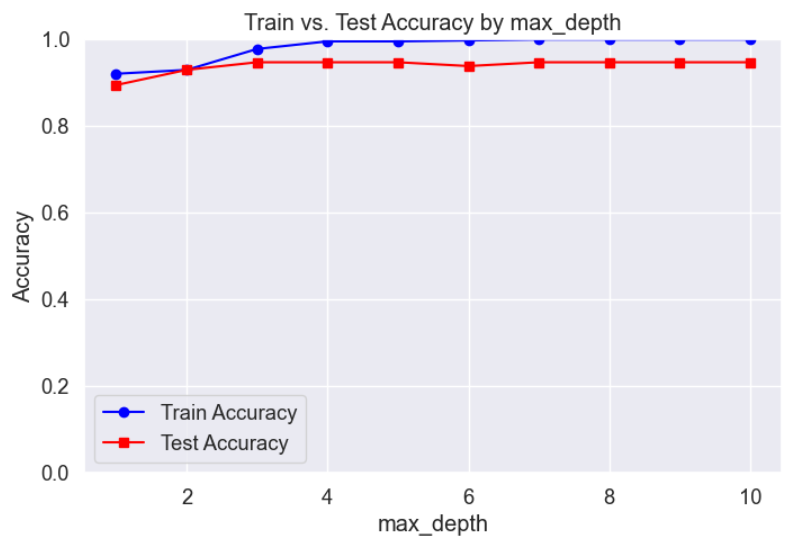 Train vs. Test Accuracy by max_depth
1.0
0.8
0.6
0.4
0.2
0.0
Accuracy
Train Accuracy
Test Accuracy
2
4
6
8
10
max_depth